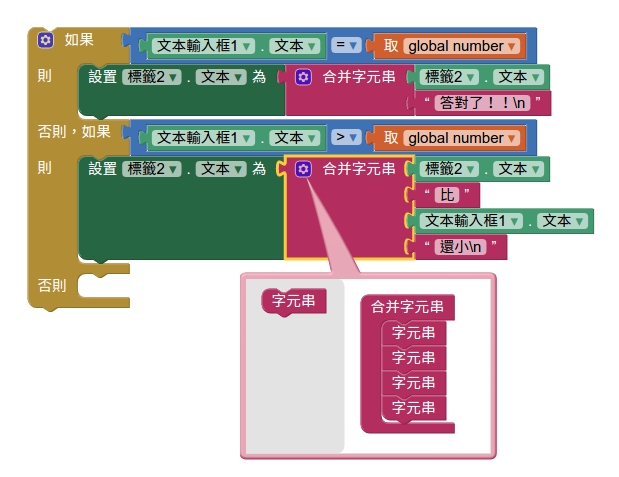 如果 文本輸入框1 . 文本 = 取 global number
則 設置 標籤2 . 文本 為 合并字元串 標籤2 . 文本
“ 答對了！！\n ”
否則，如果 文本輸入框1 . 文本 > 取 global number
則 設置 標籤2 . 文本 為 合并字元串 標籤2 . 文本
“ 比 ”
文本輸入框1 . 文本
“ 還小\n ”
否則
字元串
合并字元串
字元串
字元串
字元串
字元串